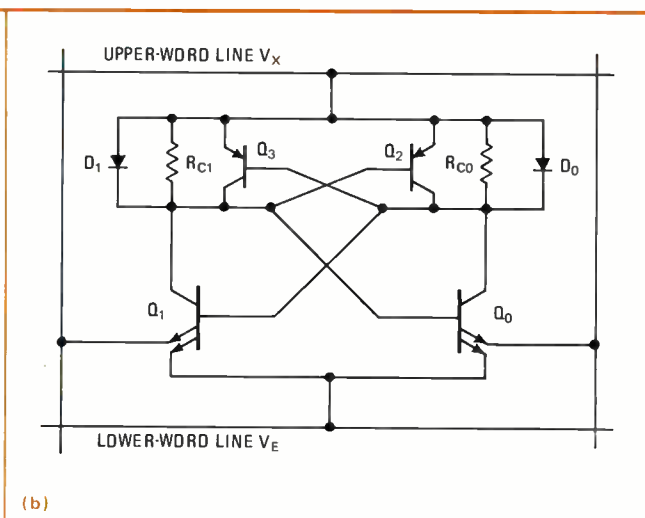 UPPER-WORD LINE VX
D1 RC1 Q3 Q2 RC0 D0
Q1 Q0
LOWER-WORD LINE VE
(b)